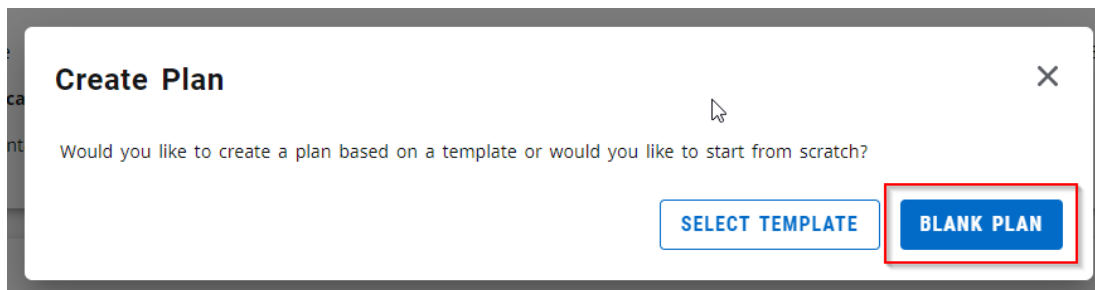 Create Plan
Would you like to create a plan based on a template or would you like to start from scratch?
SELECT TEMPLATE
BLANK PLAN